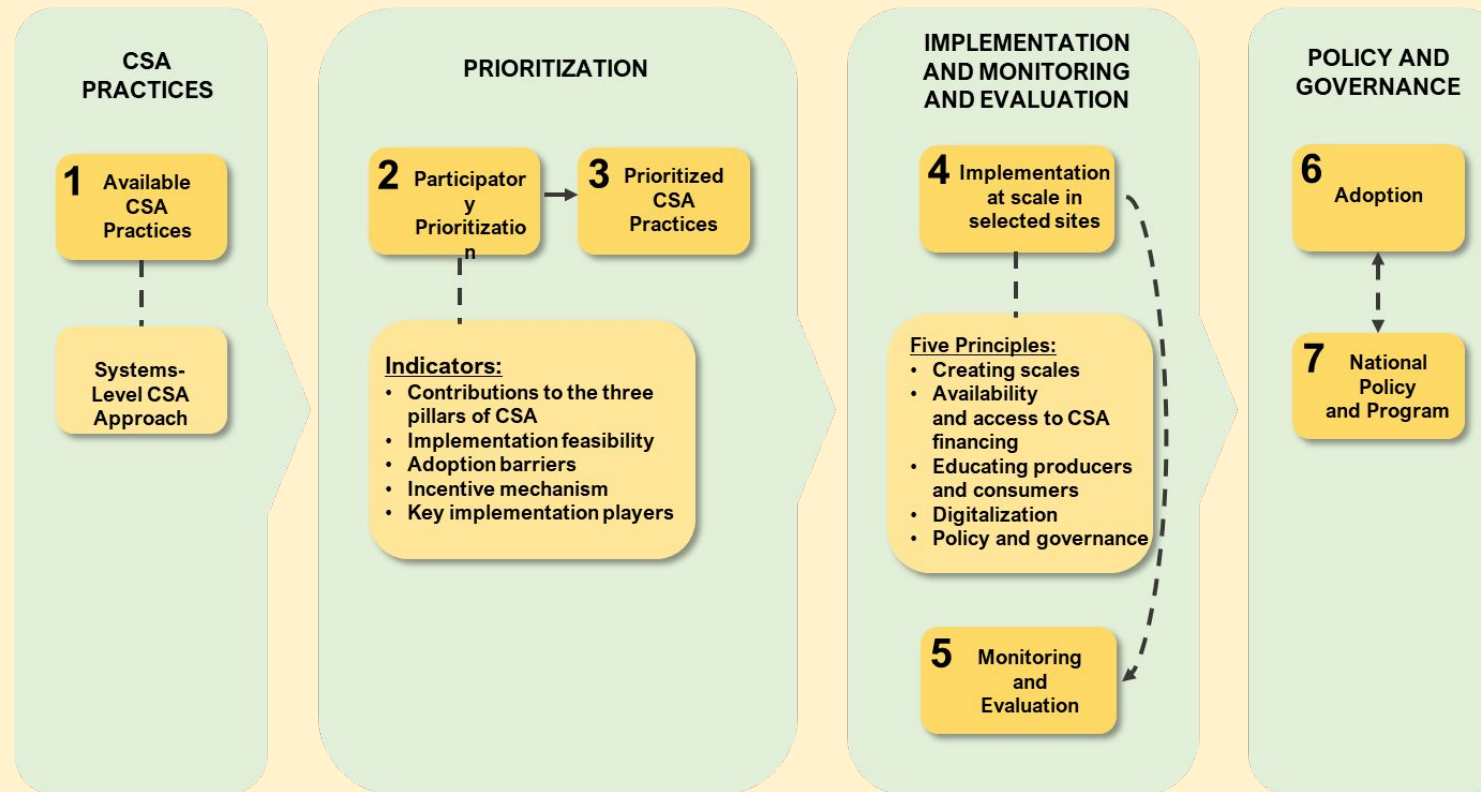 CSA
PRACTICES
1
Available
CSA
Practices
Systems-
Level CSA
Approach
PRIORITIZATION
2
Participator
y
Prioritizatio
n
3
Prioritized
CSA
Practices
Indicators:
• Contributions to the three
pillars of CSA
• Implementation feasibility
• Adoption barriers
• Incentive mechanism
• Key implementation players
IMPLEMENTATION
AND MONITORING
AND EVALUATION
4
Implementation
at scale in
selected sites
Five Principles:
• Creating scales
• Availability
and access to CSA
financing
• Educating producers
and consumers
• Digitalization
• Policy and governance
5
Monitoring
and
Evaluation
POLICY AND
GOVERNANCE
6
Adoption
7
National
Policy
and Program